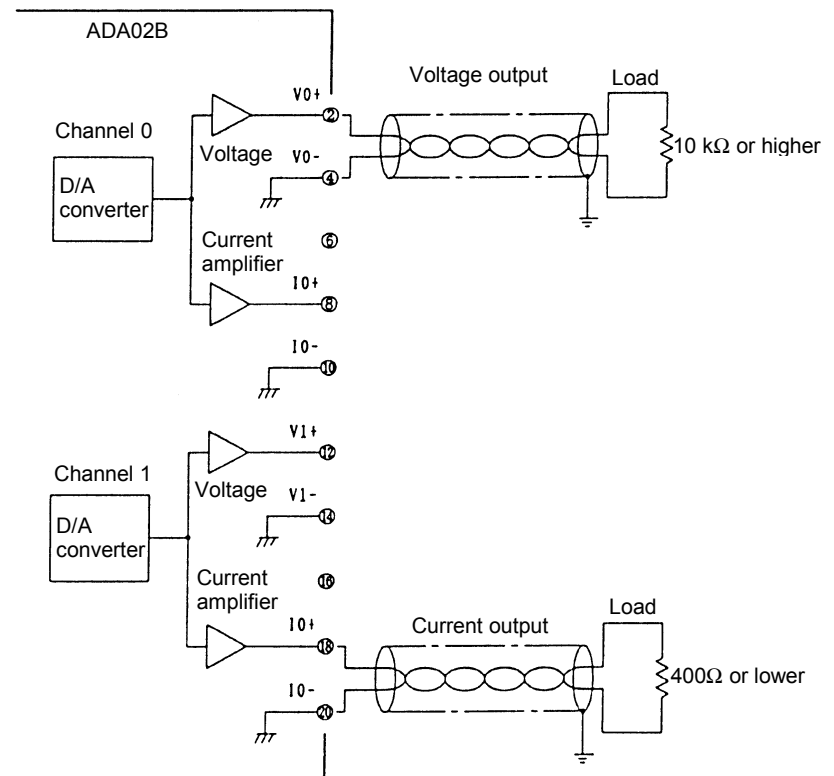 ADA02B
Voltage output
Load
V0+
②
Channel 0
Voltage
10 kΩ or higher
V0-
④
D/A
converter
Current
amplifier
⑥
I0+
⑧
I0-
⑩
V1+
⑫
Channel 1
Voltage
V1-
⑭
D/A
converter
Current
amplifier
⑯
Load
I0+
⑱
Current output
400Ω or lower
I0-
⑳